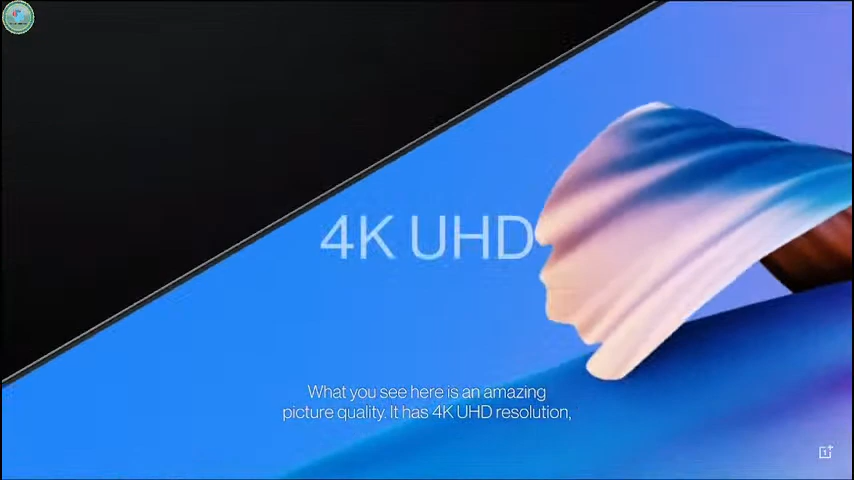 4K UHD
What you see here is an amazing
picture quality. It has 4K UHD resolution,